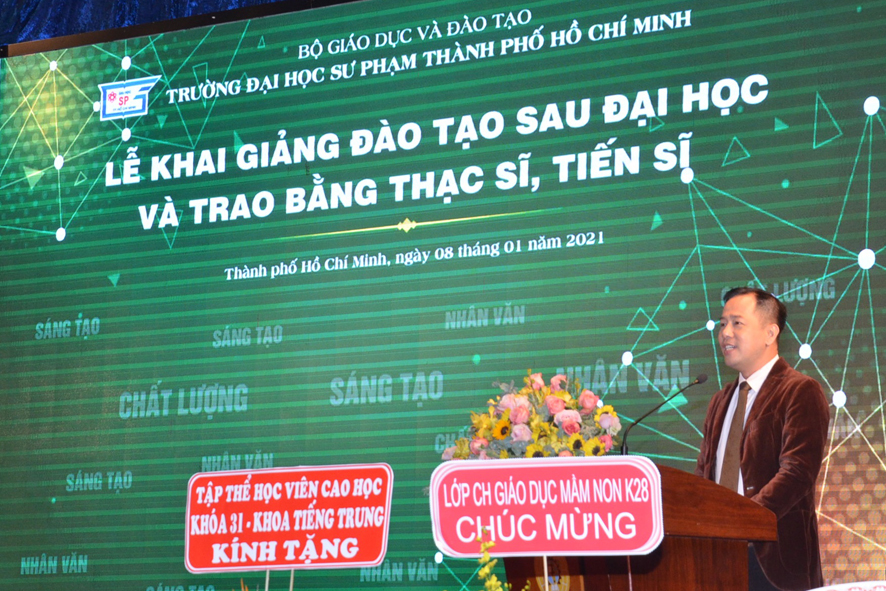 BỘ GIÁO DỤC VÀ ĐÀO TẠO
TRƯỜNG ĐẠI HỌC SƯ PHẠM THÀNH PHỐ HỒ CHÍ MINH
SP
LỄ KHAI GIẢNG ĐÀO TẠO SAU ĐẠI HỌC
VÀ TRAO BẰNG THẠC SĨ, TIẾN SĨ
Thành phố Hồ Chí Minh, ngày 08 tháng 01 năm 2021
SÁNG TẠO
SÁNG TẠO
NHÂN VĂN
CHẤT LƯỢNG
CHẤT LƯỢNG
SÁNG TẠO
NHÂN VĂN
SÁNG TẠO
NHÂN VĂN
TẬP THỂ HỌC VIÊN CAO HỌC
KHÓA 31 - KHOA TIẾNG TRUNG
KÍNH TẶNG
LỚP CH GIÁO DỤC MẦM NON K28
CHÚC MỪNG
NHÂN VĂN
NHÂN VĂN
SÁNG TẠO